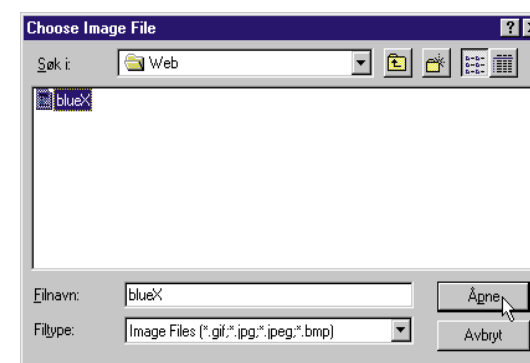 Choose Image File
Søk i: Web
blueX
Filnavn: blueX Åpne
Filtype: Image Files (*.gif;*.jpg;*.jpeg;*.bmp) Avbryt